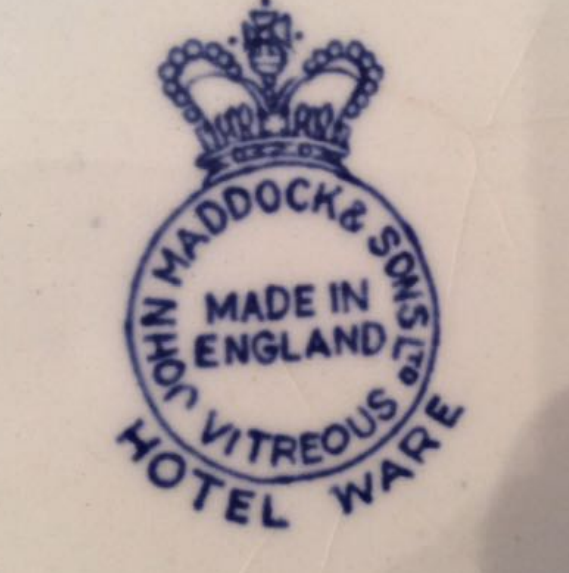 JOHN MADDOCK & SONS LTD
MADE IN
ENGLAND
VITREOUS
HOTEL WARE